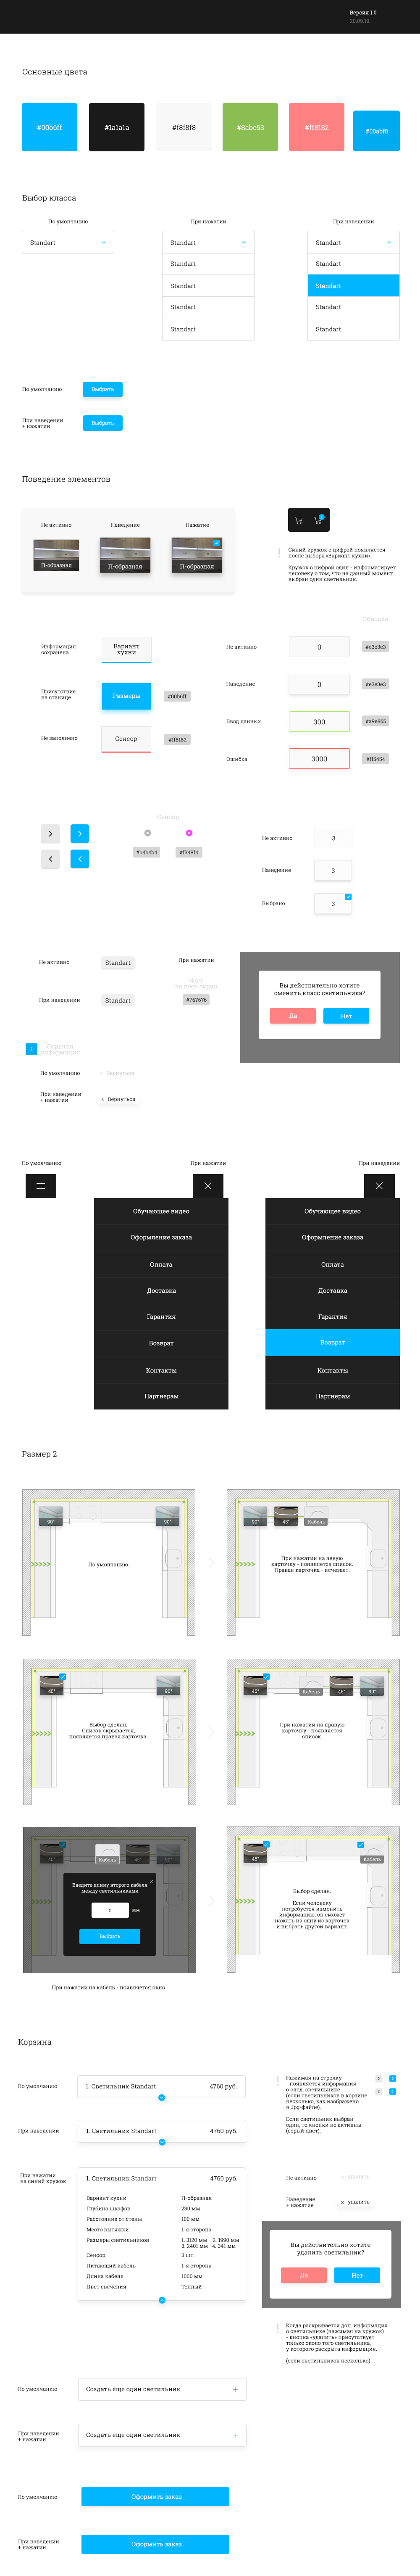 Версия 1.0
30.09.19
Основные цвета
#00b6ff
#1a1a1a
#f8f8f8
#8abe53
#ff8182
#00abf0
Выбор класса
По умолчанию
При нажатии
При наведении
Standart
Standart
Standart
Standart
Standart
Standart
Standart
Standart
Standart
Standart
Standart
По умолчанию
Выбрать
При наведении
+ нажатии
Выбрать
Поведение элементов
Не активно
Наведение
Нажатие
П-образная
П-образная
П-образная
Синий кружок с цифрой появляется
после выбора «Вариант кухни».
Кружок с цифрой один - информатирует
человеку о том, что на данный момент
выбран один светильник.
Обводка
Информация
сохранена
Вариант
кухни
Присутствие
на станице
Размеры
#00b6ff
Не заполнено
Сенсор
#ff8182
Не активно
0
#e3e3e3
Наведение
0
#e3e3e3
Ввод данных
300
#a9e860
Ошибка
3000
#ff5454
Сенсор
#b4b4b4
#f348f4
Не активно
3
Наведение
3
Выбрано
3
Не активно
Standart
При нажатии
Фон
во весь экран
При наведении
Standart
#767676
Вы действительно хотите
сменить класс светильника?
Да
Нет
i
Скрытая
информация
По умолчанию
Вернуться
При наведении
+ нажатии
Вернуться
По умолчанию
При нажатии
При наведении
Обучающее видео
Оформление заказа
Оплата
Доставка
Гарантия
Возврат
Контакты
Партнерам
Обучающее видео
Оформление заказа
Оплата
Доставка
Гарантия
Возврат
Контакты
Партнерам
Размер 2
90°
90°
По умолчанию.
90°
45°
Кабель
При нажатии на левую
карточку - появляется список.
Правая карточка - исчезает.
45°
90°
Выбор сделан.
Список скрывается,
появляется правая карточка.
45°
Кабель
45°
90°
При нажатии на правую
карточку - появляется
список.
45°
Кабель
Введите длину второго кабеля
между светильниками
0
мм
Выбрать
При нажатии на кабель - появляется окно
45°
Кабель
Выбор сделан.
Если человеку
потребуется изменить
информацию, он сможет
нажать на одну из карточек
и выбрать другой вариант.
Корзина
По умолчанию
1. Светильник Standart
4760 руб.
При наведении
1. Светильник Standart
4760 руб.
При нажатии
на синий кружок
1. Светильник Standart
4760 руб.
Вариант кухни
П-образная
Глубина шкафов
230 мм
Расстояние от стены
100 мм
Место вытяжки
1-я сторона
Размеры светильников
1. 3120 мм 2. 1990 мм
3. 2401 мм 4. 341 мм
Сенсор
3 шт.
Питающий кабель
1-я сторона
Длина кабеля
1000 мм
Цвет свечения
Теплый
Нажимая на стрелку
- появляется информация
о след. светильнике
(если светильников в корзине
несколько, как изображено
в Jpg-файле).
Если светильник выбран
один, то кнопки не активны
(серый цвет).
Не активно
удалить
Наведение
+ нажатие
удалить
Вы действительно хотите
удалить светильник?
Да
Нет
Когда раскрывается доп. информация
о светильнике (нажимая на кружок)
- кнопка «удалить» присутствует
только около того светильника,
у которого раскрыта информация.
(если светильников несколько)
По умолчанию
Создать еще один светильник
При наведении
+ нажатии
Создать еще один светильник
По умолчанию
Оформить заказ
При наведении
+ нажатии
Оформить заказ